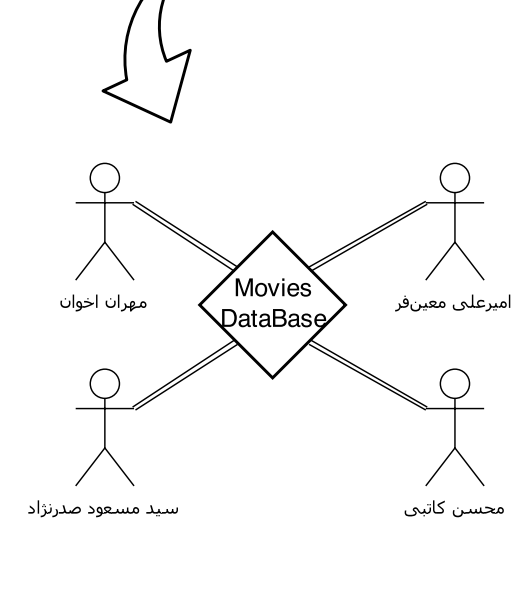 Movies
DataBase
مهران اخوان
امیرعلی معین‌فر
سید مسعود صدرنژاد
محسن کاتبی